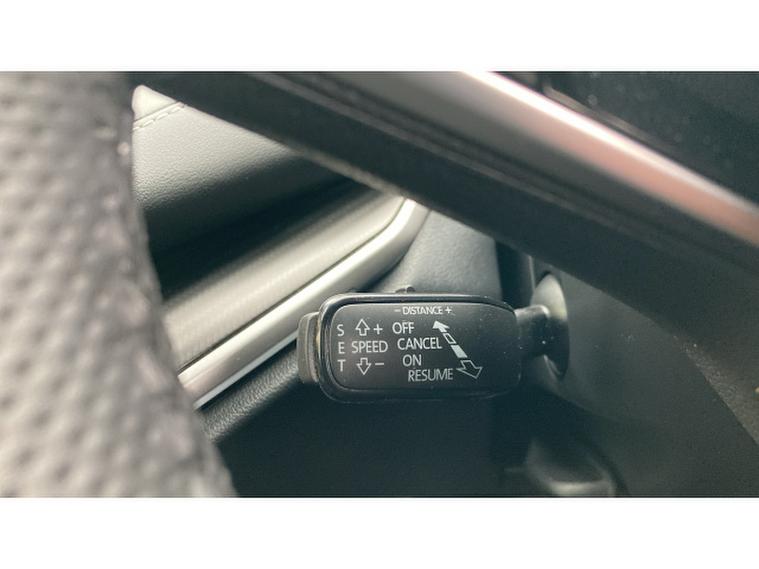 − DISTANCE +
S + OFF
E SPEED CANCEL
T − ON
RESUME